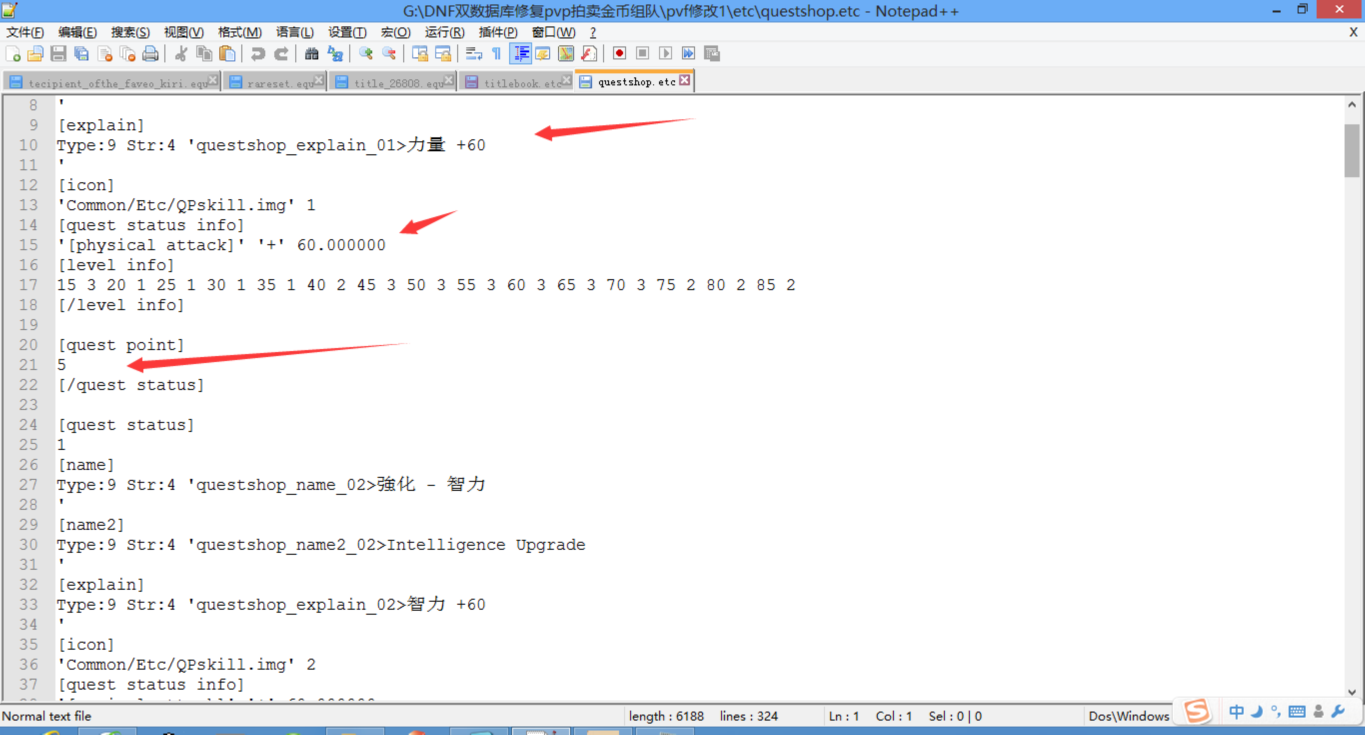 G:\DNF双数据库修复pvp拍卖金币组队\pvf修改1\etc\questshop.etc - Notepad++
文件(F) 编辑(E) 搜索(S) 视图(V) 格式(M) 语言(L) 设置(T) 宏(O) 运行(R) 插件(P) 窗口(W) ? X
tecipient_ofthe_faveo_kiri.equ rareset.equ title_26808.equ titlebook.etc questshop.etc
8 '
9 [explain]
10 Type:9 Str:4 'questshop_explain_01>力量 +60
11 '
12 [icon]
13 'Common/Etc/QPskill.img' 1
14 [quest status info]
15 '[physical attack]' '+' 60.000000
16 [level info]
17 15 3 20 1 25 1 30 1 35 1 40 2 45 3 50 3 55 3 60 3 65 3 70 3 75 2 80 2 85 2
18 [/level info]
19
20 [quest point]
21 5
22 [/quest status]
23
24 [quest status]
25 1
26 [name]
27 Type:9 Str:4 'questshop_name_02>強化 - 智力
28 '
29 [name2]
30 Type:9 Str:4 'questshop_name2_02>Intelligence Upgrade
31 '
32 [explain]
33 Type:9 Str:4 'questshop_explain_02>智力 +60
34 '
35 [icon]
36 'Common/Etc/QPskill.img' 2
37 [quest status info]
Normal text file length : 6188 lines : 324 Ln : 1 Col : 1 Sel : 0 | 0 Dos\Windows S 中